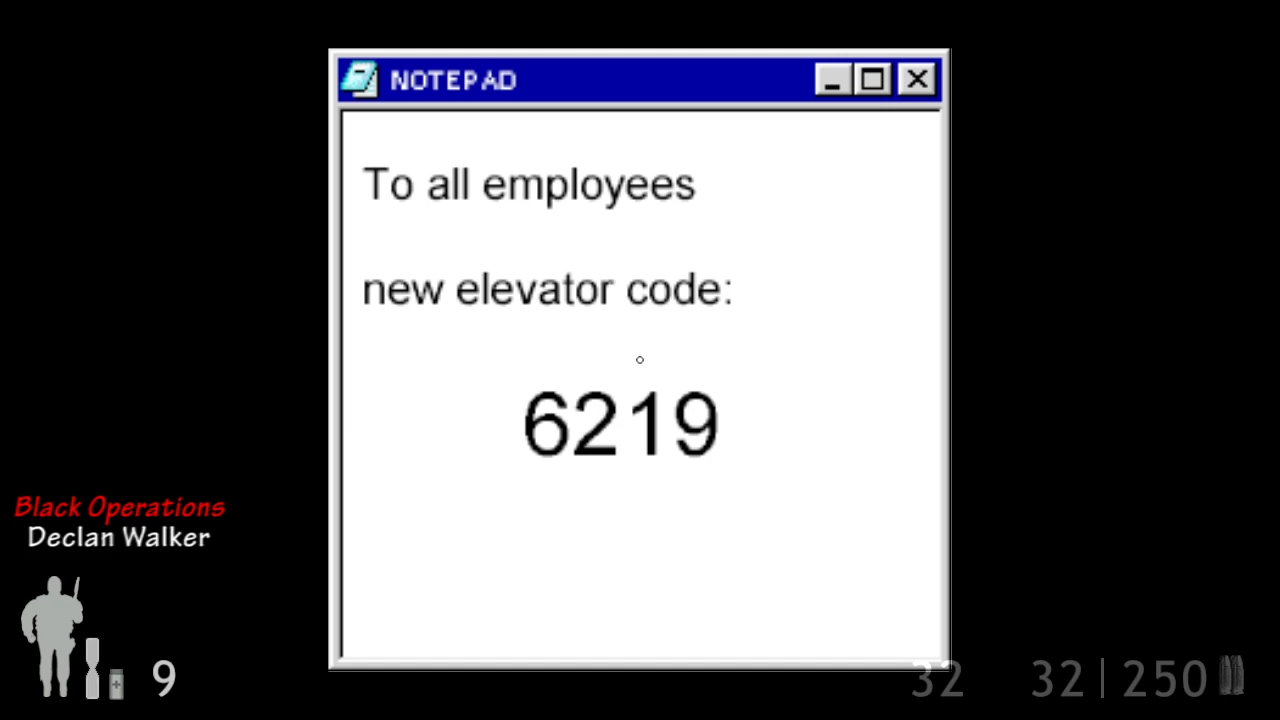 NOTEPAD
To all employees
new elevator code:
6219
Black Operations
Declan Walker
9
32 32|250